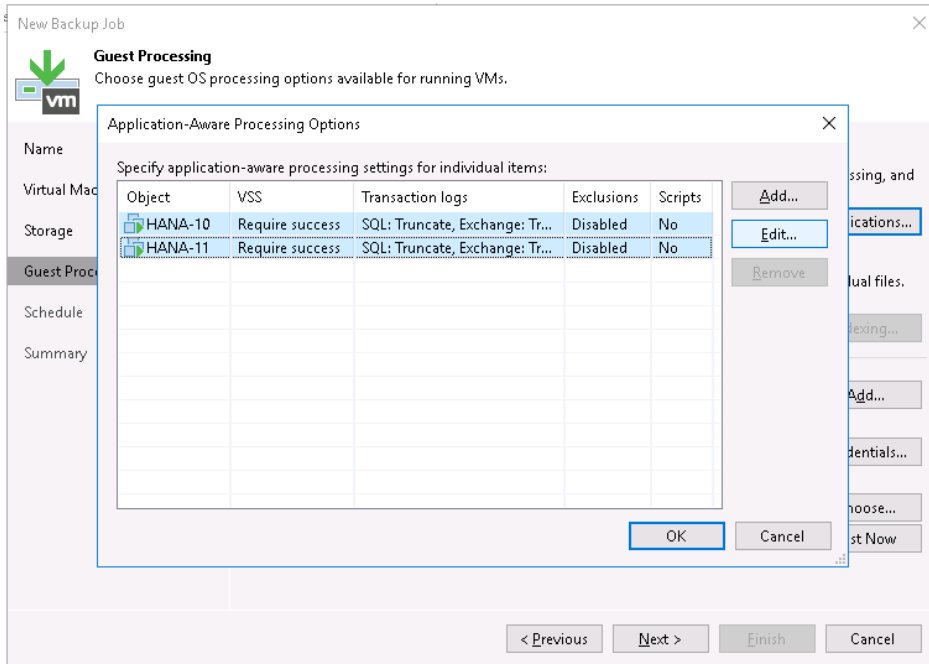 New Backup Job
Guest Processing
Choose guest OS processing options available for running VMs.
vm
Name
Virtual Mac
Storage
Guest Proce
Schedule
Summary
Application-Aware Processing Options
Specify application-aware processing settings for individual items:
Object VSS Transaction logs Exclusions Scripts
HANA-10 Require success SQL: Truncate, Exchange: Tr... Disabled No
HANA-11 Require success SQL: Truncate, Exchange: Tr... Disabled No
Add...
Edit...
Remove
OK Cancel
ssing, and
ications...
ual files.
exing...
Add...
dentials...
hoose...
st Now
< Previous Next > Finish Cancel